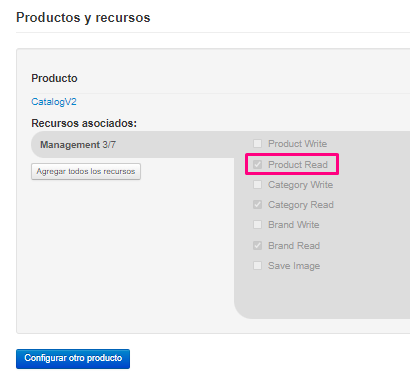 Productos y recursos
Producto
CatalogV2
Recursos asociados:
Management 3/7
Agregar todos los recursos
Product Write
Product Read
Category Write
Category Read
Brand Write
Brand Read
Save Image
Configurar otro producto